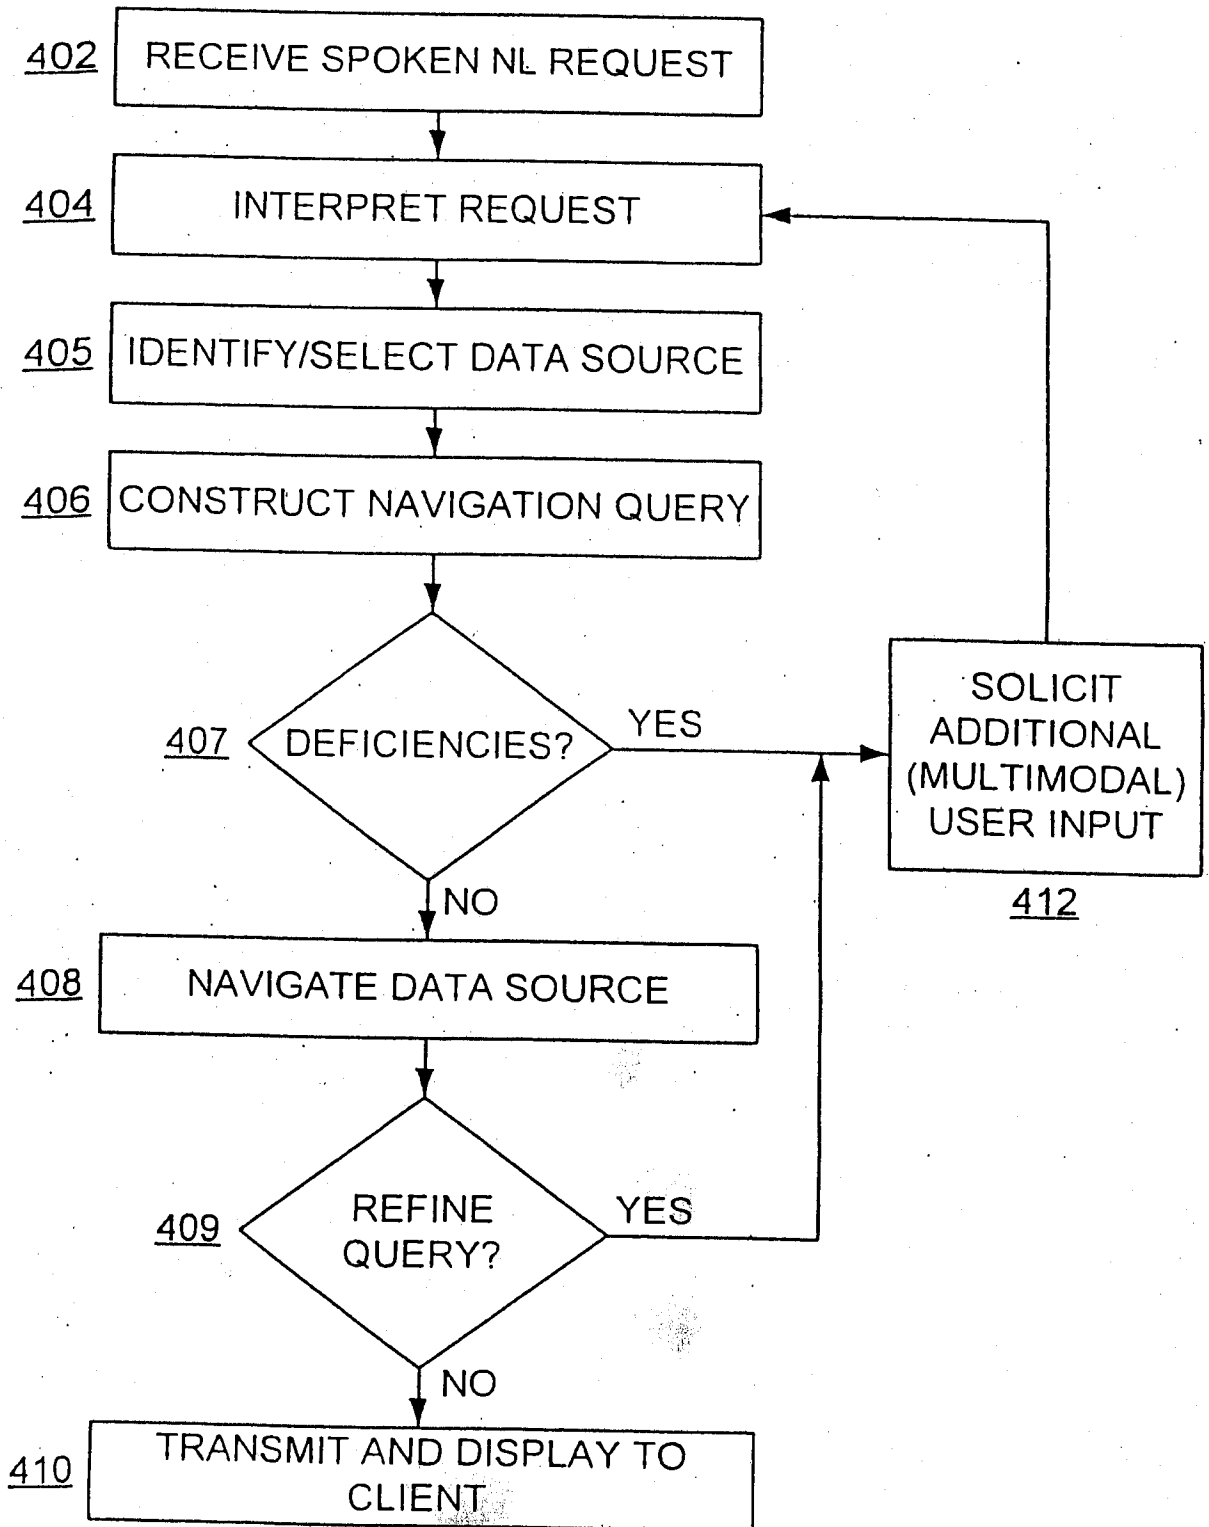 402 RECEIVE SPOKEN NL REQUEST
404 INTERPRET REQUEST
405 IDENTIFY/SELECT DATA SOURCE
406 CONSTRUCT NAVIGATION QUERY
407 DEFICIENCIES? YES
SOLICIT
ADDITIONAL
(MULTIMODAL)
USER INPUT
412
NO
408 NAVIGATE DATA SOURCE
409 REFINE
QUERY?
YES
NO
410 TRANSMIT AND DISPLAY TO
CLIENT